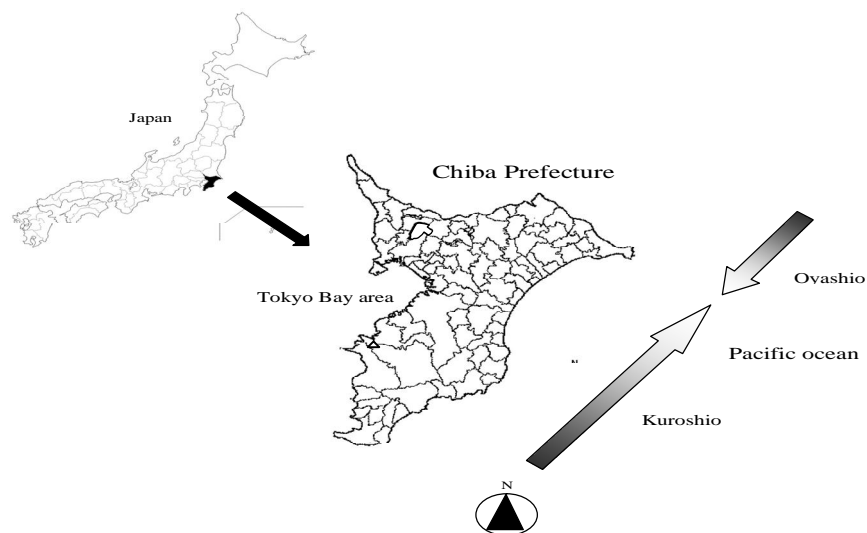 Japan
Chiba Prefecture
Oyashio
Tokyo Bay area
Pacific ocean
Kuroshio
N